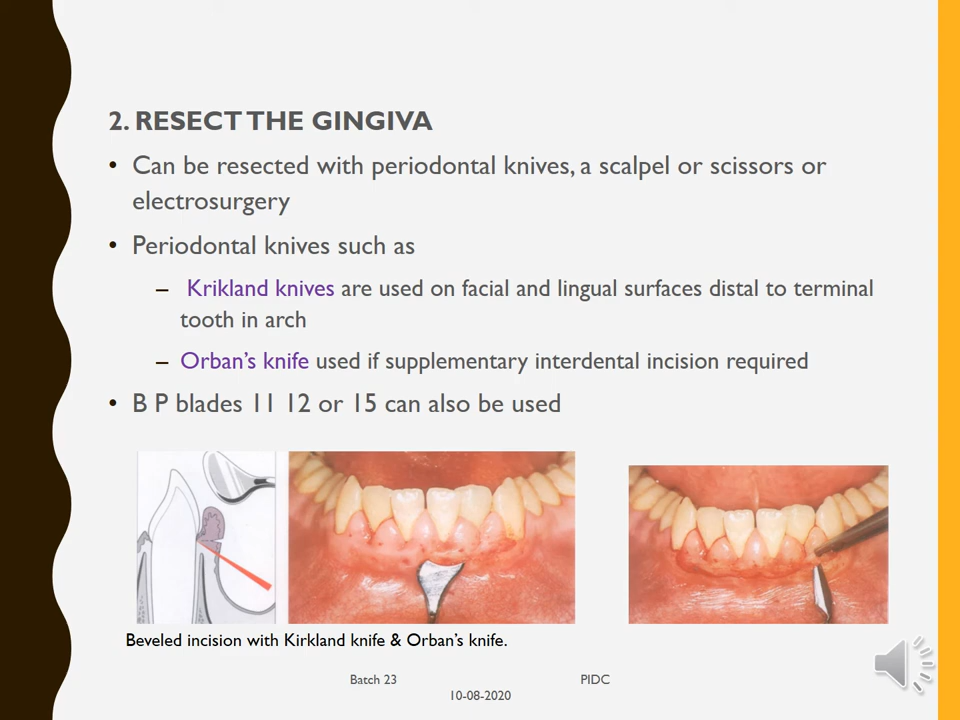 2. RESECT THE GINGIVA
• Can be resected with periodontal knives, a scalpel or scissors or
electrosurgery
• Periodontal knives such as
– Krikland knives are used on facial and lingual surfaces distal to terminal
tooth in arch
– Orban’s knife used if supplementary interdental incision required
• B P blades 11 12 or 15 can also be used
Beveled incision with Kirkland knife & Orban’s knife.
Batch 23 PIDC
10-08-2020